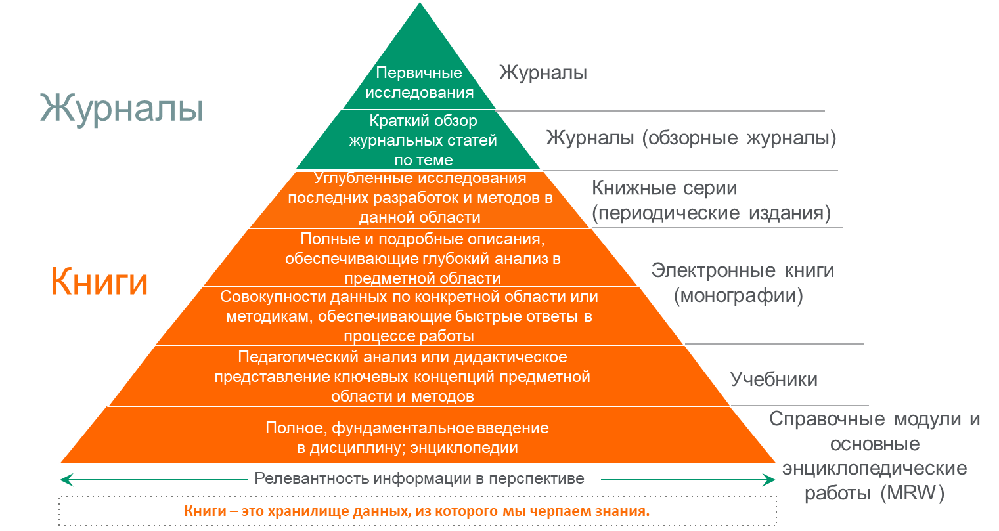 Журналы
Книги
Первичные
исследования
Журналы
Краткий обзор
журнальных статей
по теме
Журналы (обзорные журналы)
Углубленные исследования
последних разработок и методов в
данной области
Книжные серии
(периодические издания)
Полные и подробные описания,
обеспечивающие глубокий анализ в
предметной области
Электронные книги
(монографии)
Совокупности данных по конкретной области или
методикам, обеспечивающие быстрые ответы в
процессе работы
Педагогический анализ или дидактическое
представление ключевых концепций предметной
области и методов
Учебники
Полное, фундаментальное введение
в дисциплину; энциклопедии
Справочные модули и
основные
энциклопедические
работы (MRW)
Релевантность информации в перспективе
Книги – это хранилище данных, из которого мы черпаем знания.